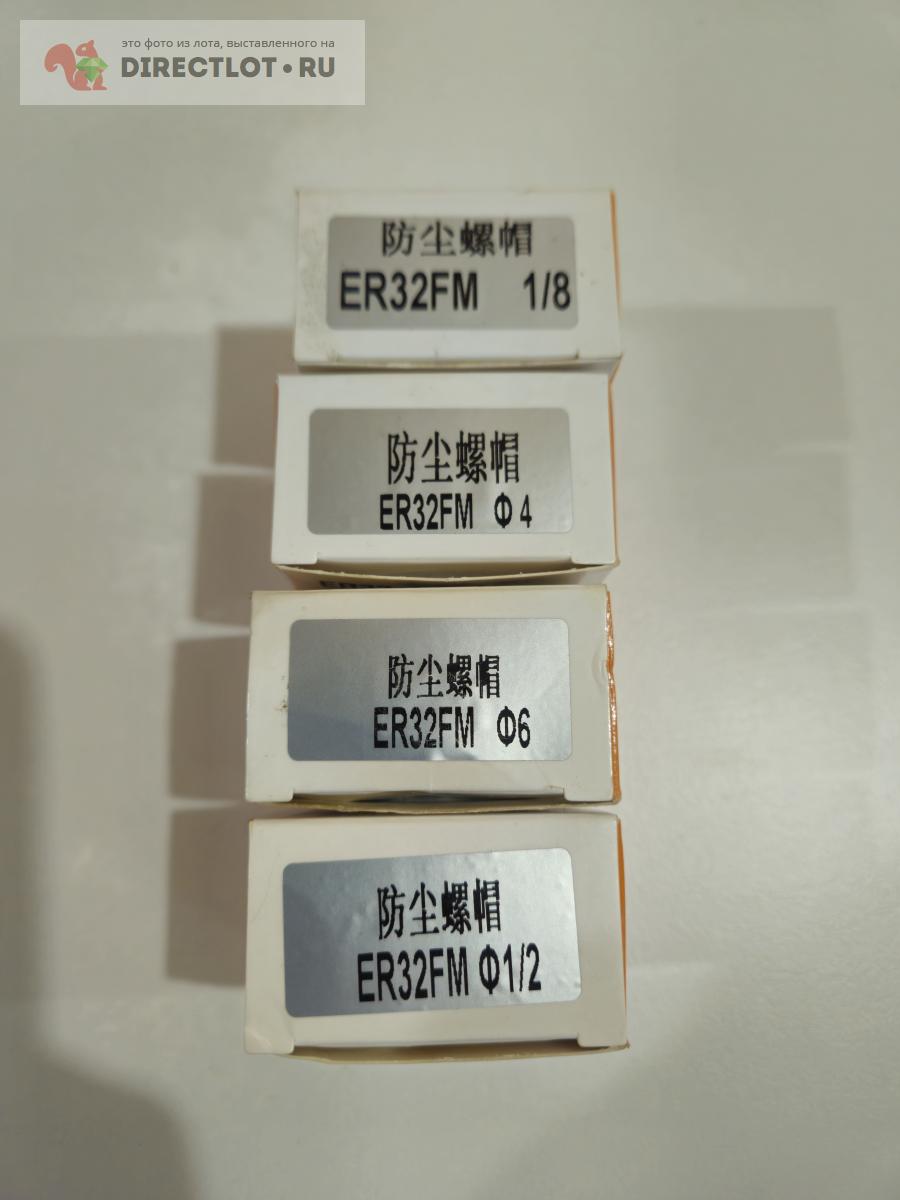 это фото из лота, выставленного на
DIRECTLOT•RU
防尘螺帽
ER32FM 1/8
防尘螺帽
ER32FM Φ4
防尘螺帽
ER32FM Φ6
防尘螺帽
ER32FM Φ1/2